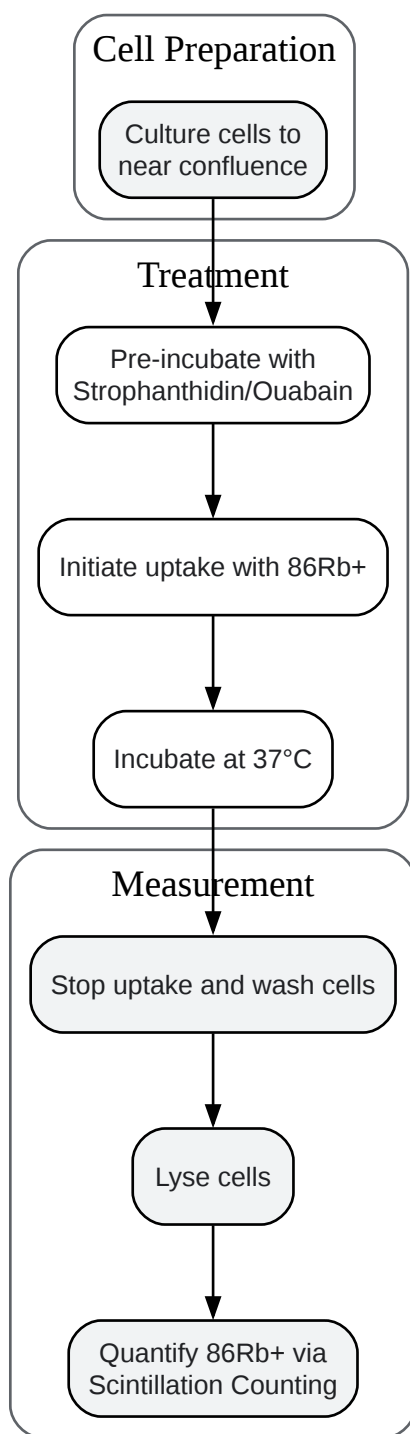 Cell Preparation
Culture cells to
near confluence
Treatment
Pre-incubate with
Strophanthidin/Ouabain
Initiate uptake with 86Rb+
Incubate at 37°C
Measurement
Stop uptake and wash cells
Lyse cells
Quantify 86Rb+ via
Scintillation Counting